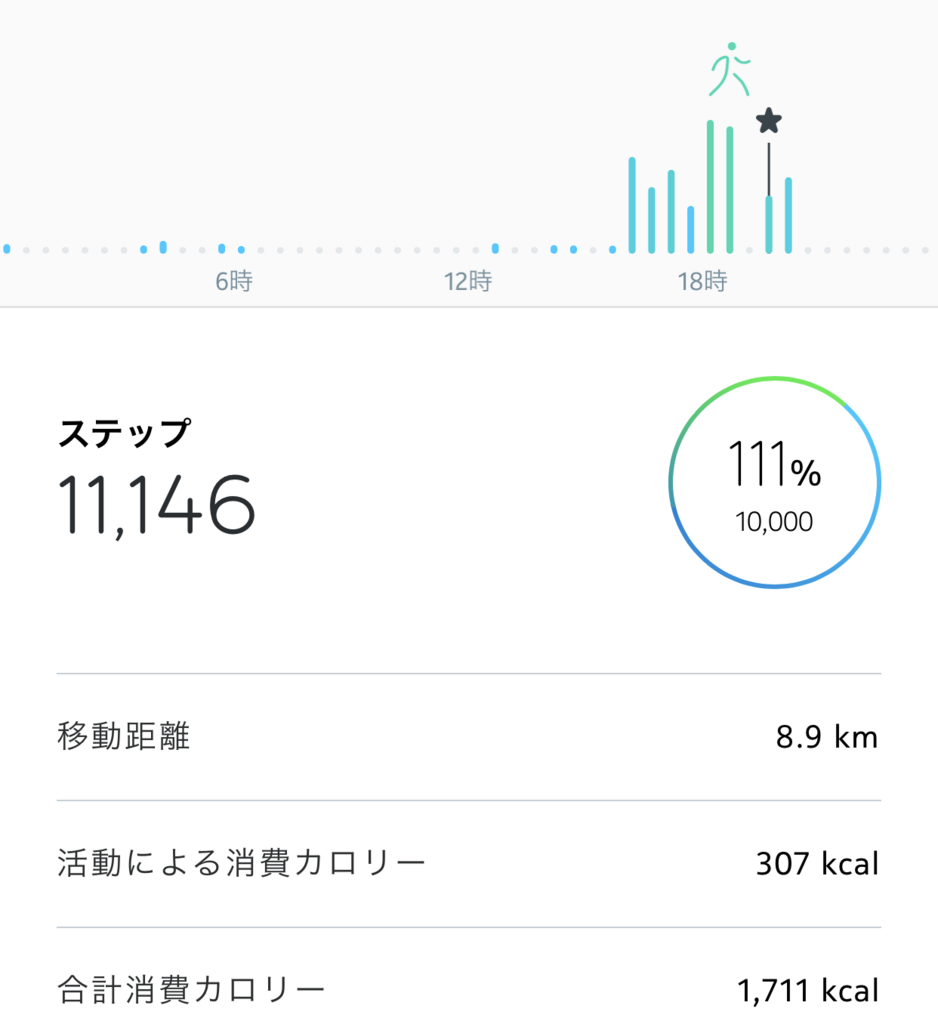 6時 12時 18時
ステップ
11,146
111%
10,000
移動距離 8.9 km
活動による消費カロリー 307 kcal
合計消費カロリー 1,711 kcal